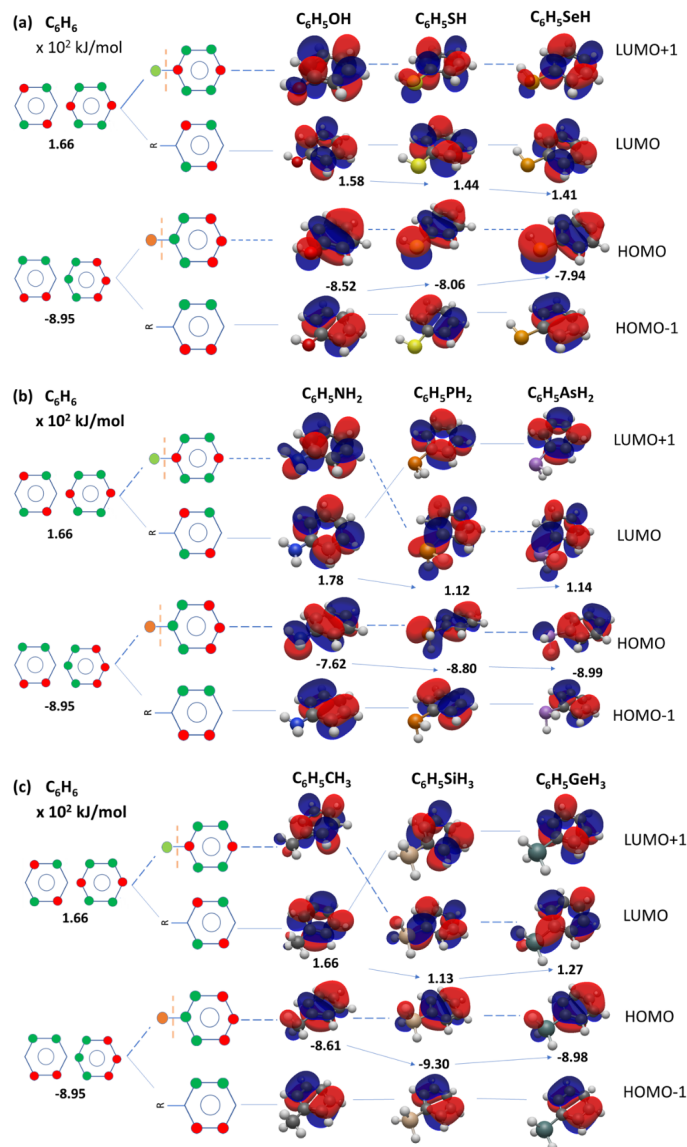 (a) C₆H₆
x 10² kJ/mol
C₆H₅OH C₆H₅SH C₆H₅SeH
LUMO+1
1.66
R
LUMO
1.58 1.44 1.41
HOMO
-8.52 -8.06 -7.94
-8.95
R
HOMO-1
(b) C₆H₆
x 10² kJ/mol
C₆H₅NH₂ C₆H₅PH₂ C₆H₅AsH₂
LUMO+1
1.66
R
LUMO
1.78 1.12 1.14
HOMO
-7.62 -8.80 -8.99
-8.95
R
HOMO-1
(c) C₆H₆
x 10² kJ/mol
C₆H₅CH₃ C₆H₅SiH₃ C₆H₅GeH₃
LUMO+1
1.66
R
LUMO
1.66 1.13 1.27
HOMO
-8.61 -9.30 -8.98
-8.95
R
HOMO-1